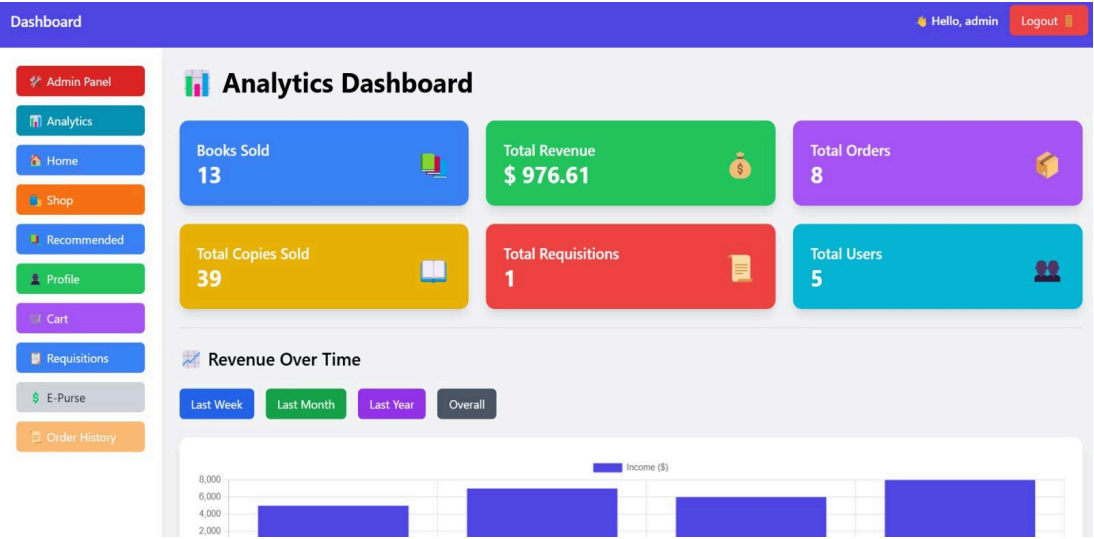 Dashboard
Hello, admin
Logout
Admin Panel
Analytics
Home
Shop
Recommended
Profile
Cart
Requisitions
$ E-Purse
Order History
Analytics Dashboard
Books Sold
13
Total Revenue
$ 976.61
Total Orders
8
Total Copies Sold
39
Total Requisitions
1
Total Users
5
Revenue Over Time
Last Week
Last Month
Last Year
Overall
Income ($)
8,000
6,000
4,000
2,000